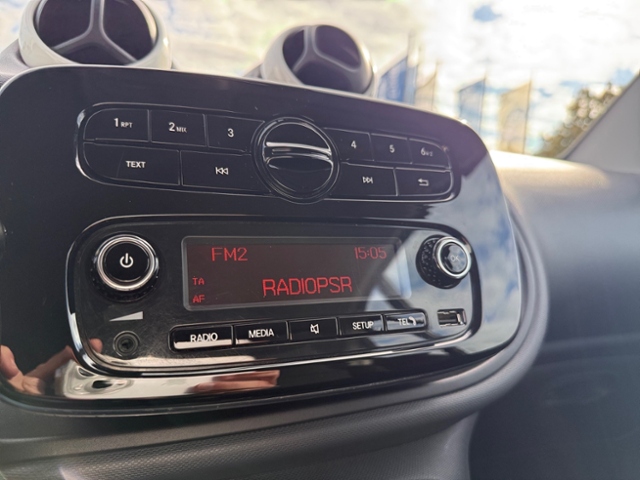 1 RPT 2 MIX 3 4 5 6
TEXT
FM2 15:05
TA
RADIOPSR
AF
RADIO MEDIA SETUP TEL